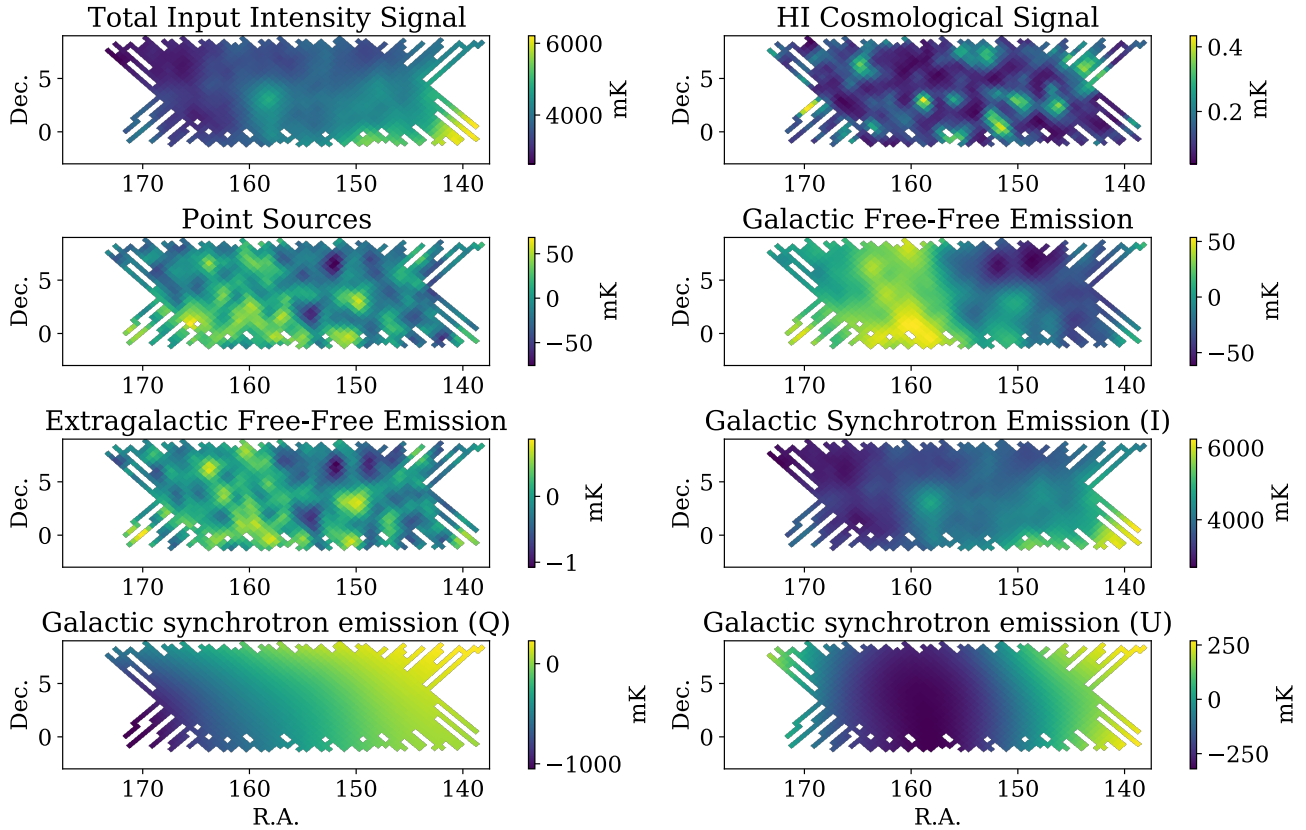 Total Input Intensity Signal
HI Cosmological Signal
Dec.
5
0
170
160
150
140
6000
4000
mK
Dec.
5
0
170
160
150
140
0.4
0.2
mK
Point Sources
Galactic Free-Free Emission
Dec.
5
0
170
160
150
140
50
0
−50
mK
Dec.
5
0
170
160
150
140
50
0
−50
mK
Extragalactic Free-Free Emission
Galactic Synchrotron Emission (I)
Dec.
5
0
170
160
150
140
0
−1
mK
Dec.
5
0
170
160
150
140
6000
4000
mK
Galactic synchrotron emission (Q)
Galactic synchrotron emission (U)
Dec.
5
0
170
160
150
140
R.A.
0
−1000
mK
Dec.
5
0
170
160
150
140
R.A.
250
0
−250
mK